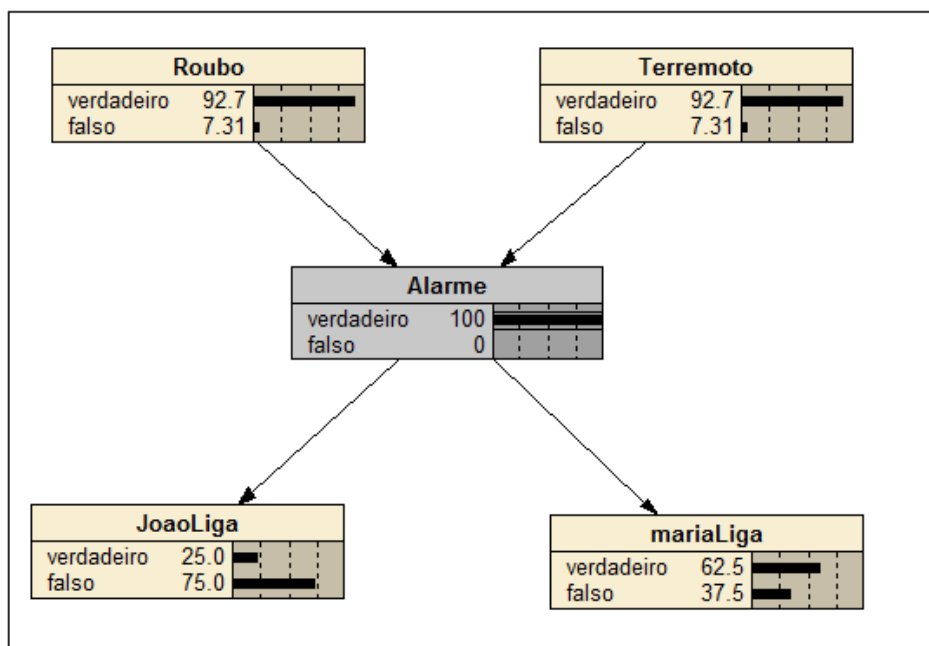 Roubo
verdadeiro 92.7
falso 7.31
Terremoto
verdadeiro 92.7
falso 7.31
Alarme
verdadeiro 100
falso 0
JoaoLiga
verdadeiro 25.0
falso 75.0
mariaLiga
verdadeiro 62.5
falso 37.5